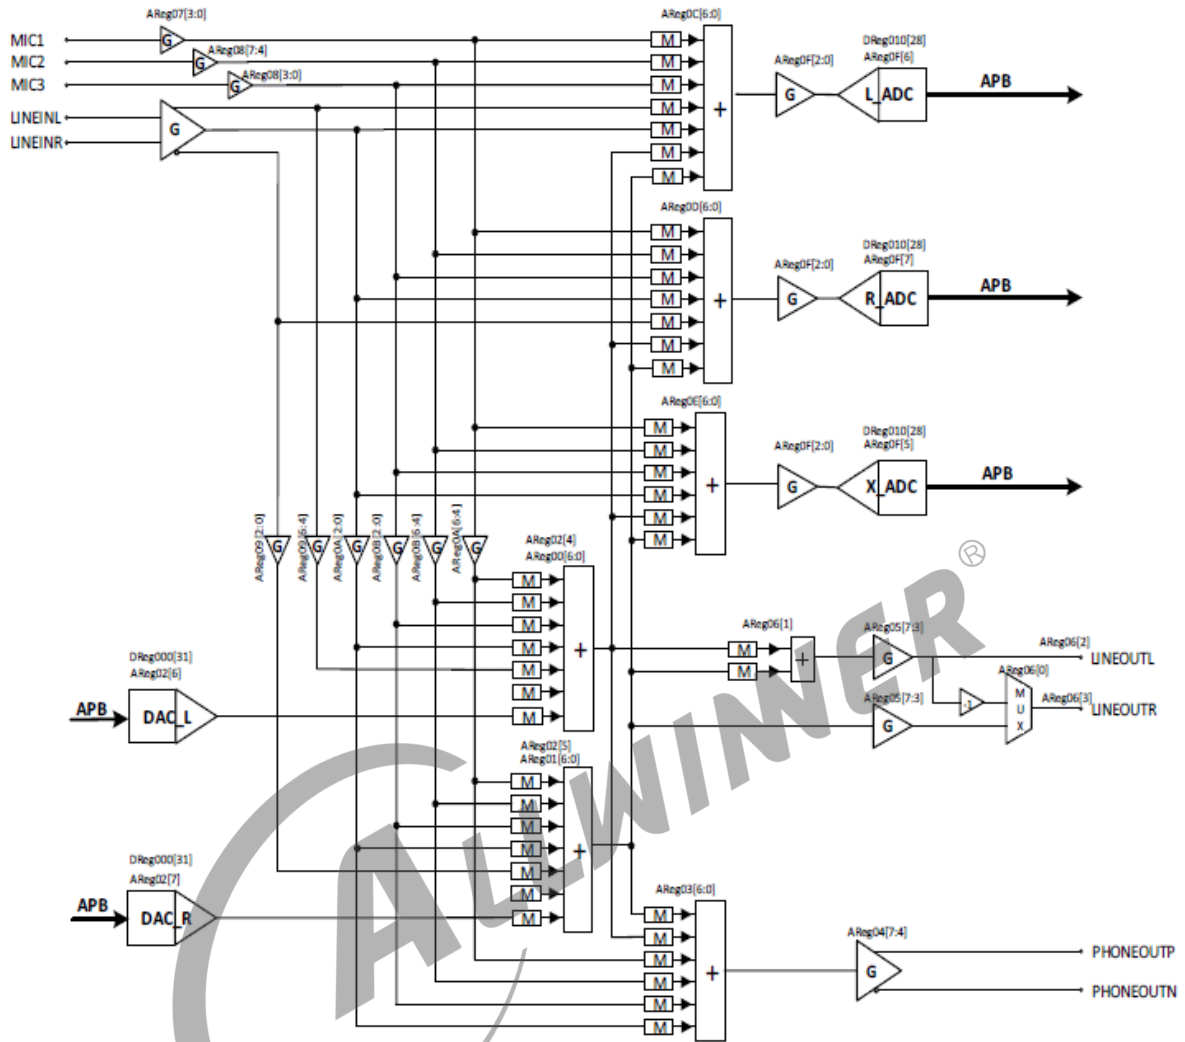 AReg07[3:0]
MIC1
G
AReg08[7:4]
MIC2
G
AReg08[3:0]
MIC3
G
LINEINL
LINEINR
G
AReg0C[6:0]
M
M
M
M
M
M
M
+
AReg0F[2:0]
G
DReg010[28]
AReg0F[6]
L_ADC
APB
AReg0D[6:0]
M
M
M
M
M
M
M
+
AReg0F[2:0]
G
DReg010[28]
AReg0F[7]
R_ADC
APB
AReg0E[6:0]
M
M
M
M
M
M
+
AReg0F[2:0]
G
DReg010[28]
AReg0F[5]
X_ADC
APB
AReg09[2:0]
G
AReg09[6:4]
G
AReg0A[2:0]
G
AReg0B[2:0]
G
AReg0B[6:4]
G
AReg0A[6:4]
G
AReg02[4]
AReg00[6:0]
M
M
M
M
M
M
M
+
DReg000[31]
AReg02[6]
APB
DAC_L
AReg02[5]
AReg01[6:0]
M
M
M
M
M
M
M
+
DReg000[31]
AReg02[7]
APB
DAC_R
AReg06[1]
M
M
+
AReg05[7:3]
G
AReg06[2]
LINEOUTL
AReg06[0]
-1
MUX
AReg05[7:3]
G
AReg06[3]
LINEOUTR
AReg03[6:0]
M
M
M
M
M
M
+
AReg04[7:4]
G
PHONEOUTP
PHONEOUTN
ALLWINNER®